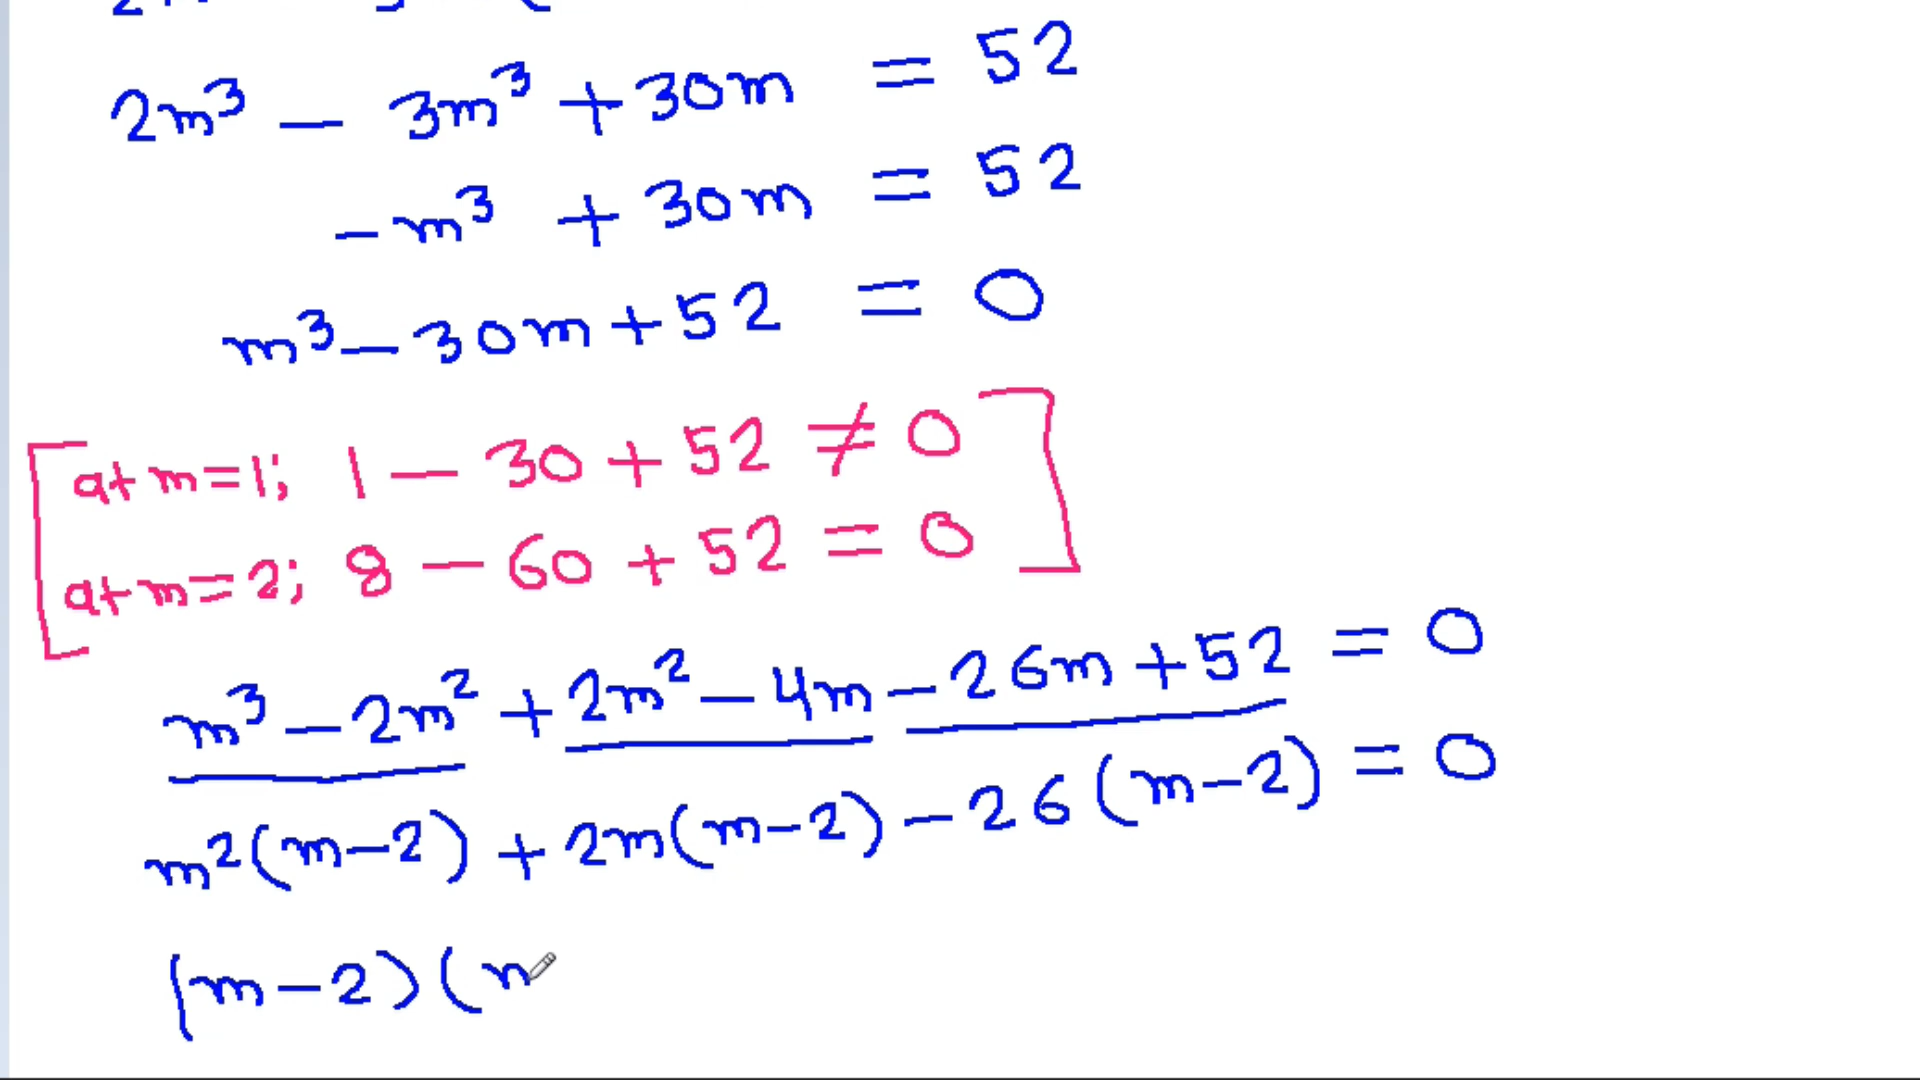 2m³ - 3m³ + 30m = 52
-m³ + 30m = 52
m³ - 30m + 52 = 0
at m=1; 1 - 30 + 52 ≠ 0
at m=2; 8 - 60 + 52 = 0
m³ - 2m² + 2m² - 4m - 26m + 52 = 0
m²(m-2) + 2m(m-2) - 26(m-2) = 0
(m-2)(m